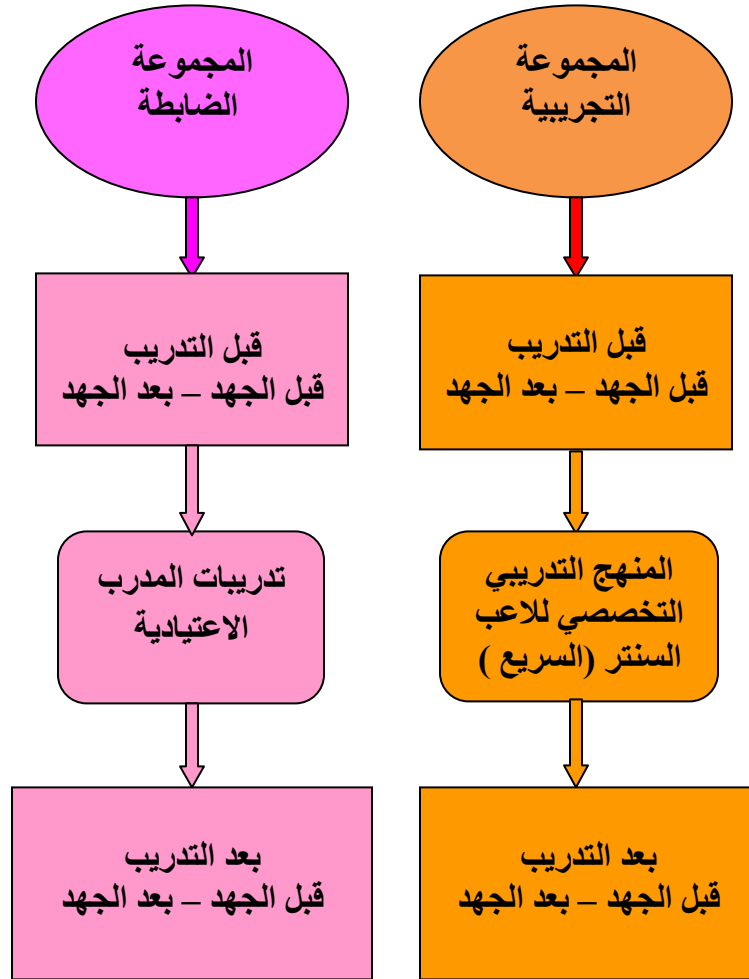 المجموعة
التجريبية
قبل التدريب
قبل الجهد – بعد الجهد
المنهج التدريبي
التخصصي للاعب
السنتر (السريع )
بعد التدريب
قبل الجهد – بعد الجهد
المجموعة
الضابطة
قبل التدريب
قبل الجهد – بعد الجهد
تدريبات المدرب
الاعتيادية
بعد التدريب
قبل الجهد – بعد الجهد